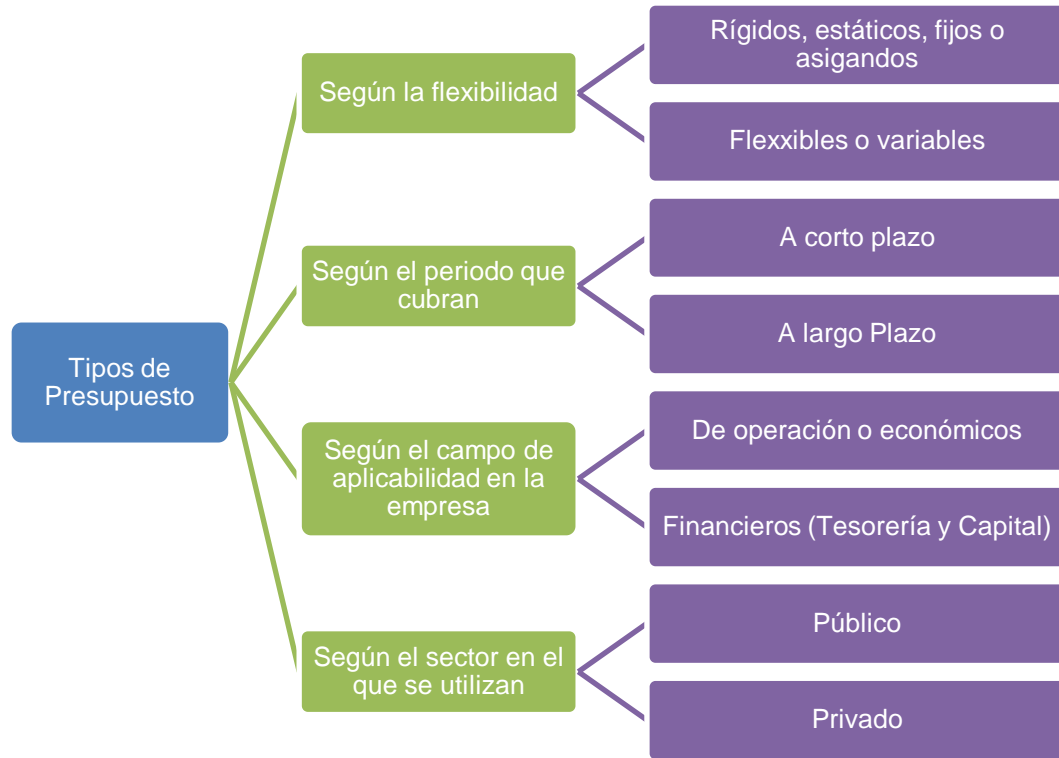 Tipos de
Presupuesto
Según la flexibilidad
Rígidos, estáticos, fijos o
asigandos
Flexxibles o variables
Según el periodo que
cubran
A corto plazo
A largo Plazo
Según el campo de
aplicabilidad en la
empresa
De operación o económicos
Financieros (Tesorería y Capital)
Según el sector en el
que se utilizan
Público
Privado